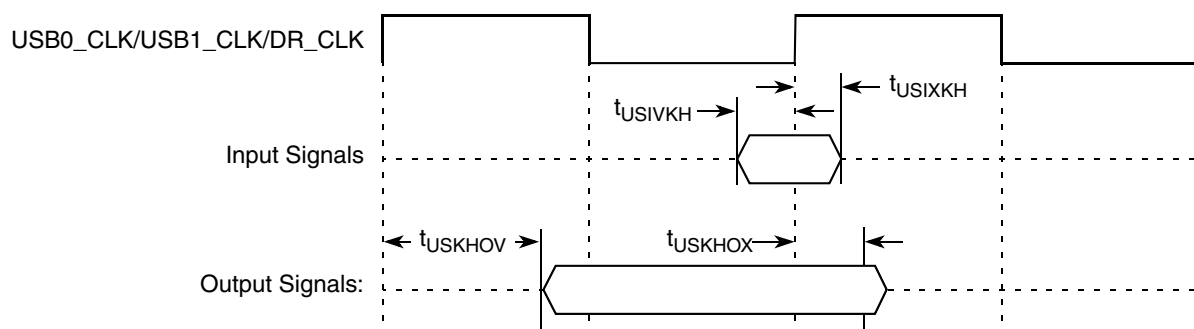 USB0_CLK/USB1_CLK/DR_CLK
tUSIXKH
tUSIVKH
Input Signals
tUSKHOV
tUSKHOX
Output Signals: